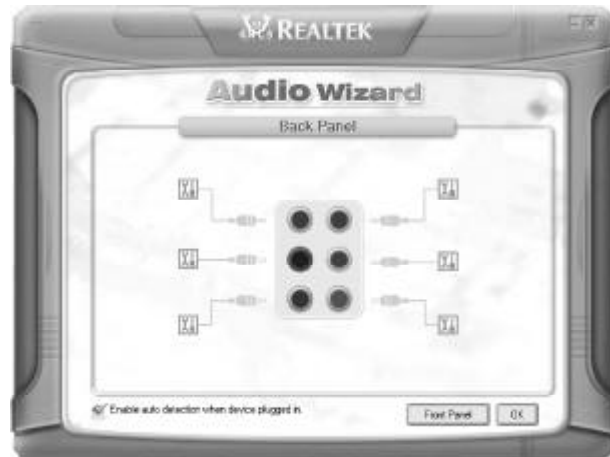 REALTEK
Audio Wizard
Back Panel
Enable auto detection when device plugged in.
Front Panel
OK